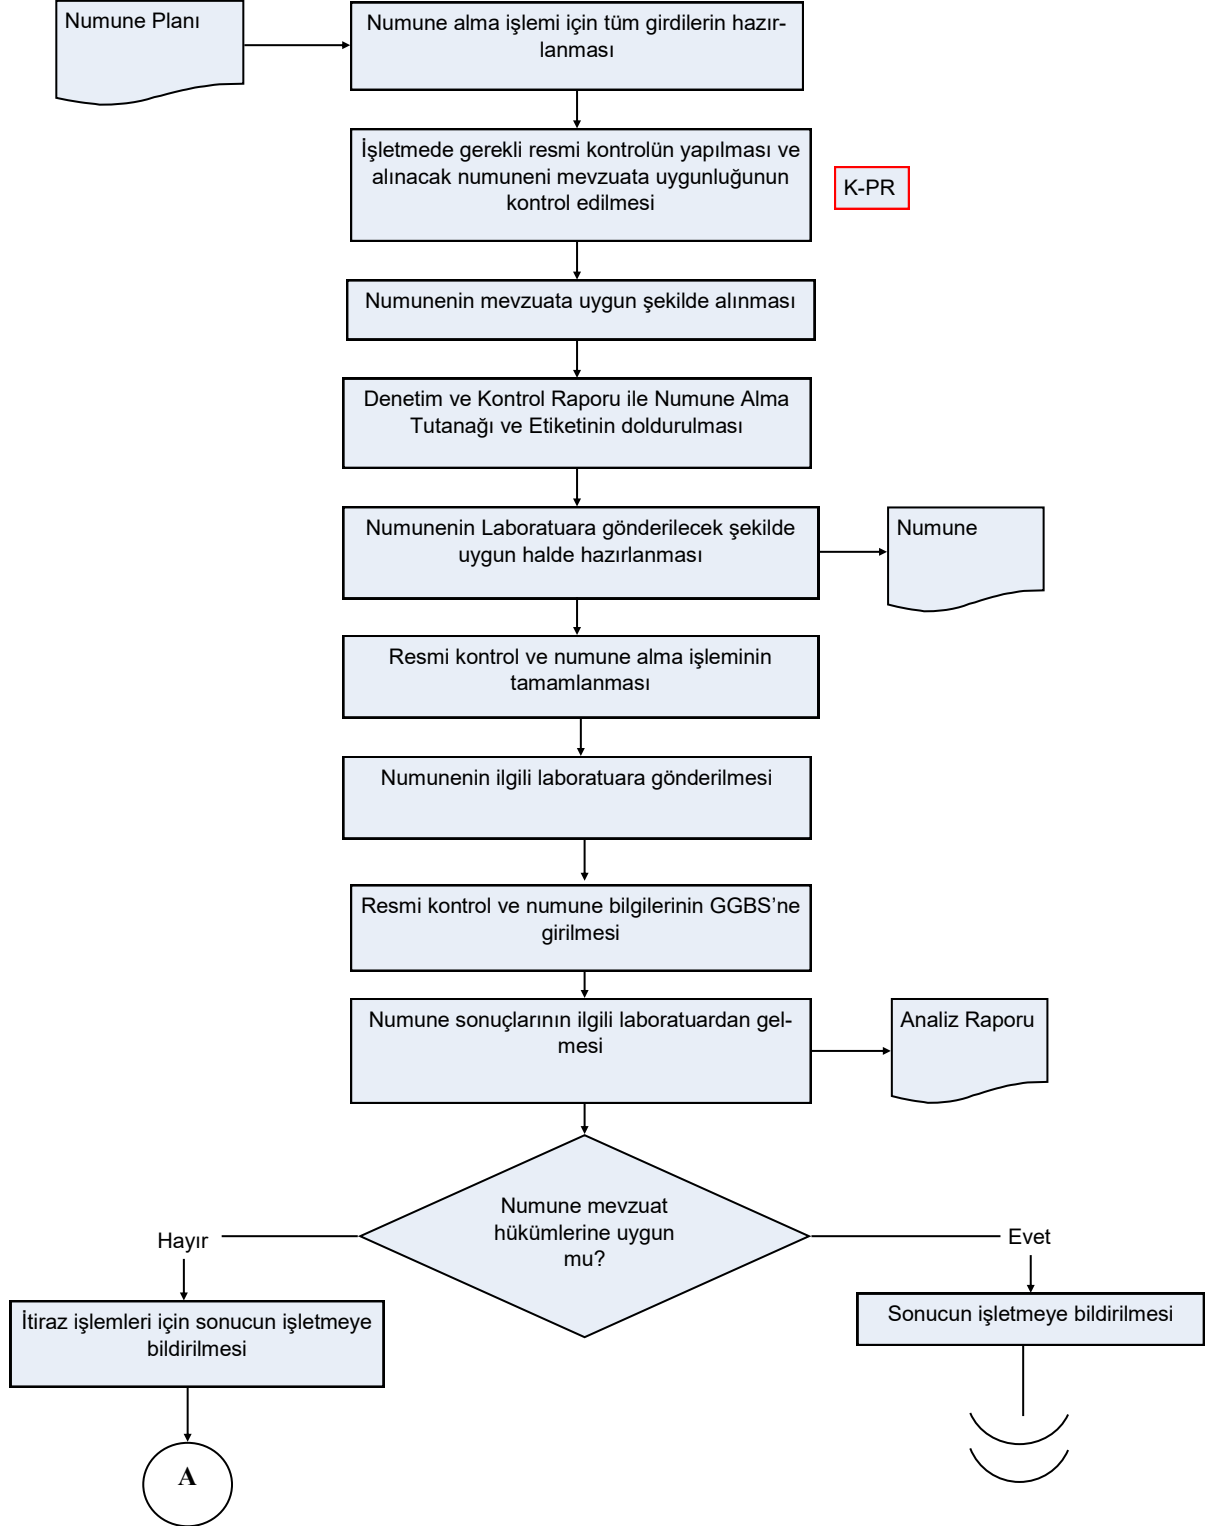 Numune Planı
Numune alma işlemi için tüm girdilerin hazır-
lanması
İşletmede gerekli resmi kontrolün yapılması ve
alınacak numuneni mevzuata uygunluğunun
kontrol edilmesi
K-PR
Numunenin mevzuata uygun şekilde alınması
Denetim ve Kontrol Raporu ile Numune Alma
Tutanağı ve Etiketinin doldurulması
Numunenin Laboratuara gönderilecek şekilde
uygun halde hazırlanması
Numune
Resmi kontrol ve numune alma işleminin
tamamlanması
Numunenin ilgili laboratuara gönderilmesi
Resmi kontrol ve numune bilgilerinin GGBS’ne
girilmesi
Numune sonuçlarının ilgili laboratuardan gel-
mesi
Analiz Raporu
Numune mevzuat
hükümlerine uygun
mu?
Hayır
Evet
İtiraz işlemleri için sonucun işletmeye
bildirilmesi
Sonucun işletmeye bildirilmesi
A